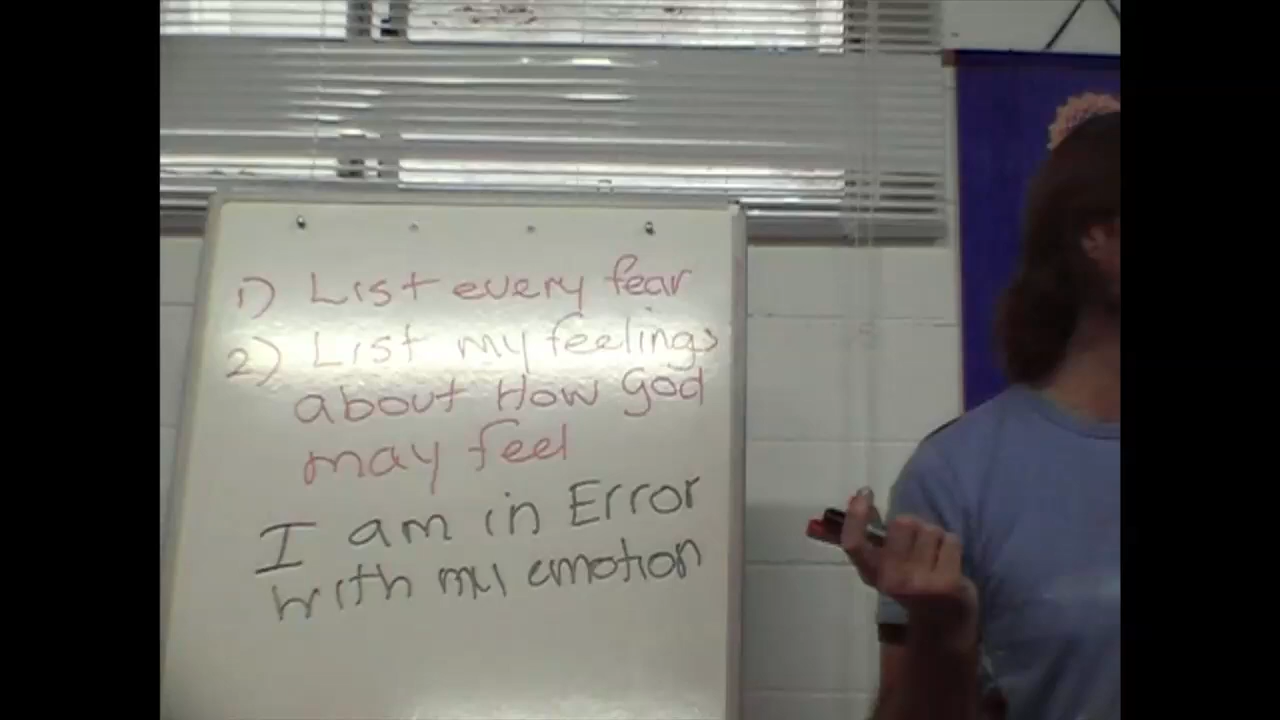 1) List every fear
2) List my feelings
about How God
may feel
I am in Error
with my emotion